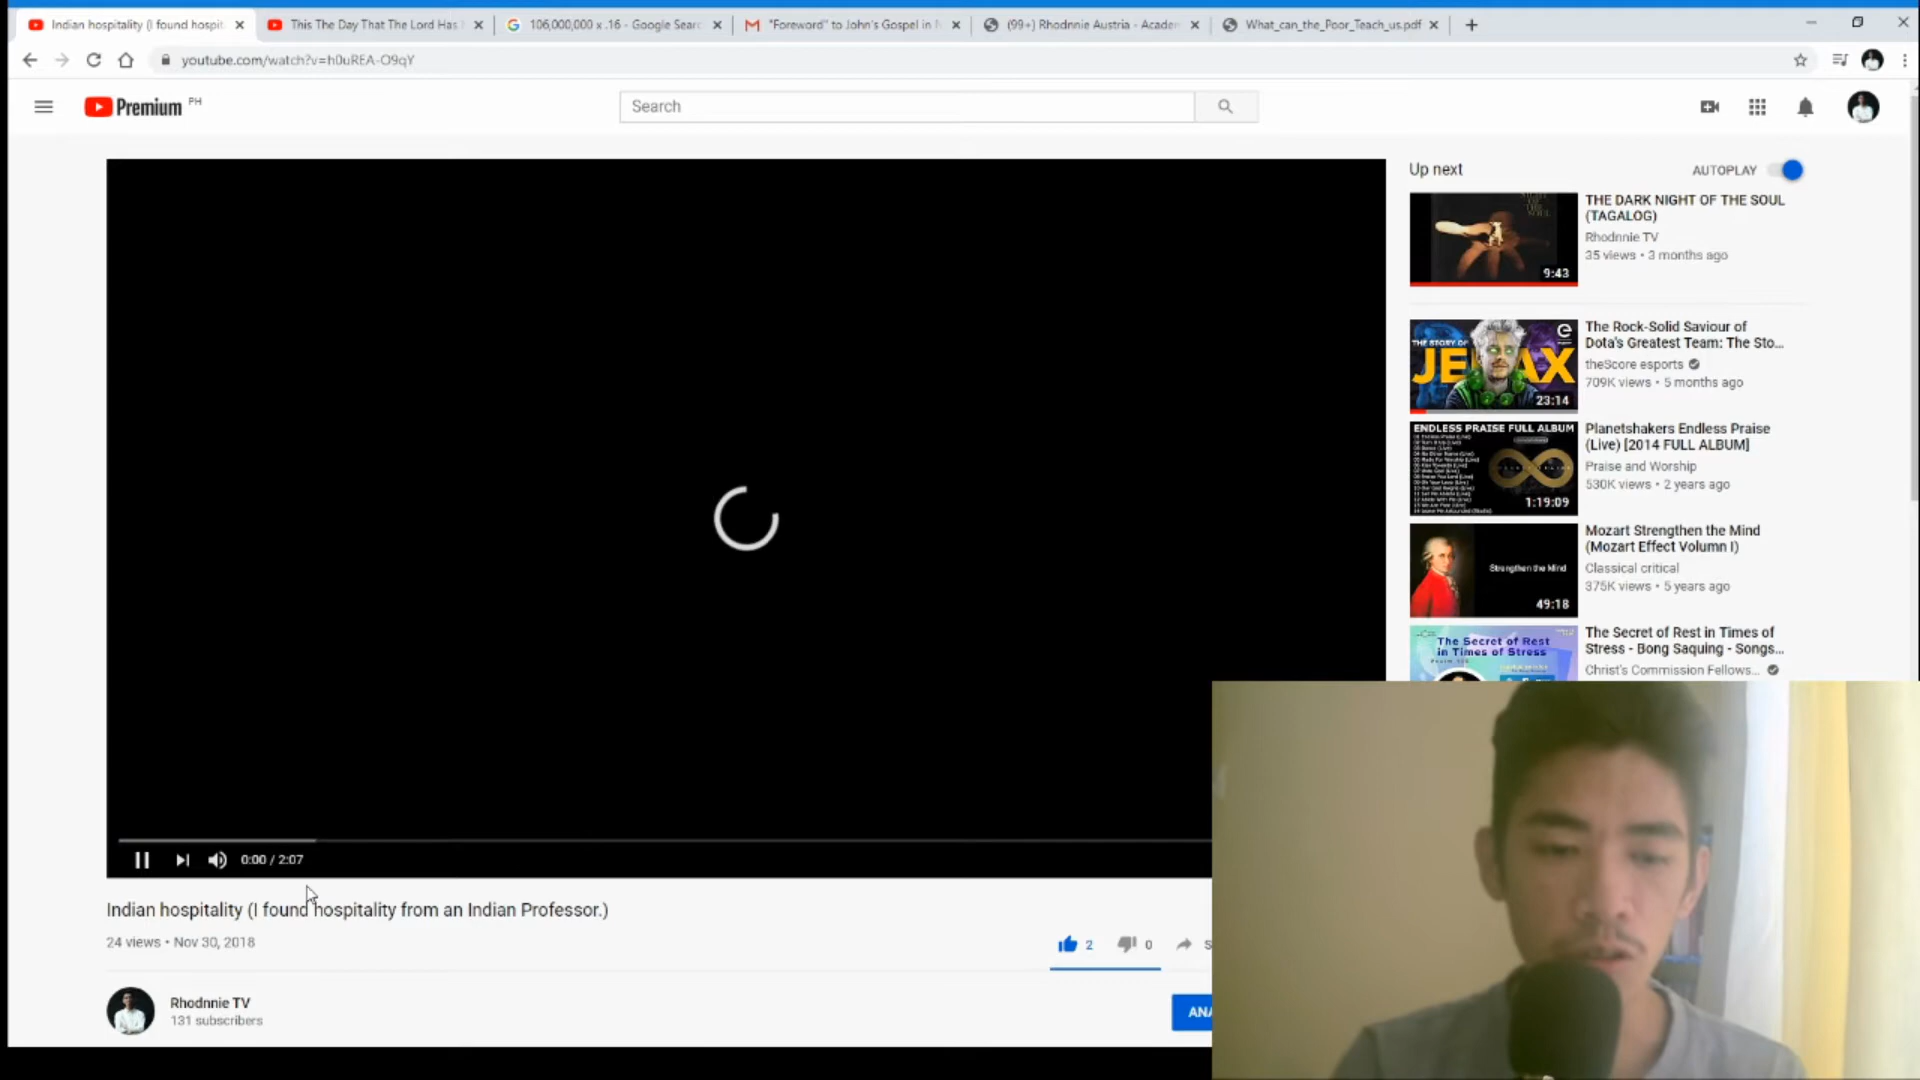 Indian hospitality (I found hospit
This The Day That The Lord Has
106,000,000 x .16 - Google Sear
"Foreword" to John's Gospel in
(99+) Rhodnnie Austria - Acader
What_can_the_Poor_Teach_us.pdf
youtube.com/watch?v=h0uREA-O9qY
Premium PH
Search
Up next
AUTOPLAY
THE DARK NIGHT OF THE SOUL
(TAGALOG)
Rhodnnie TV
35 views • 3 months ago
9:43
THE STORY OF
JERAX
23:14
The Rock-Solid Saviour of
Dota's Greatest Team: The Sto...
theScore esports
709K views • 5 months ago
ENDLESS PRAISE FULL ALBUM
1:19:09
Planetshakers Endless Praise
(Live) [2014 FULL ALBUM]
Praise and Worship
530K views • 2 years ago
Strengthen the Mind
49:18
Mozart Strengthen the Mind
(Mozart Effect Volumn I)
Classical critical
375K views • 5 years ago
The Secret of Rest
in Times of Stress
The Secret of Rest in Times of
Stress - Bong Saquing - Songs...
Christ's Commission Fellows...
0:00 / 2:07
Indian hospitality (I found hospitality from an Indian Professor.)
24 views • Nov 30, 2018
2
0
S
Rhodnnie TV
131 subscribers
ANA